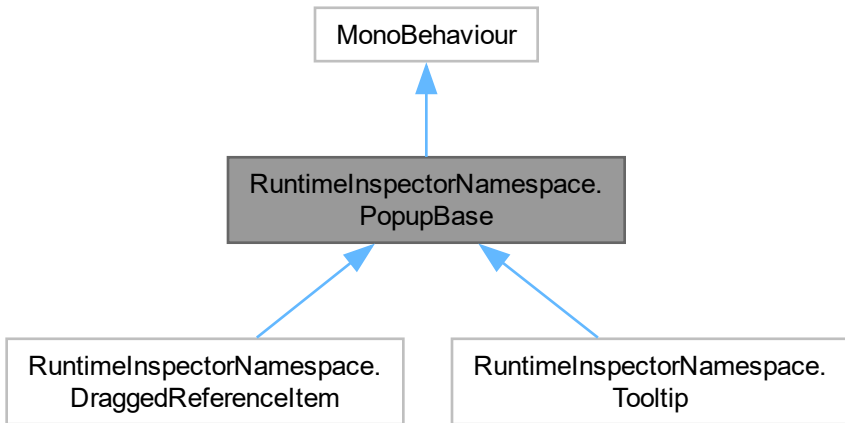 MonoBehaviour
RuntimeInspectorNamespace.
PopupBase
RuntimeInspectorNamespace.
DraggedReferenceItem
RuntimeInspectorNamespace.
Tooltip